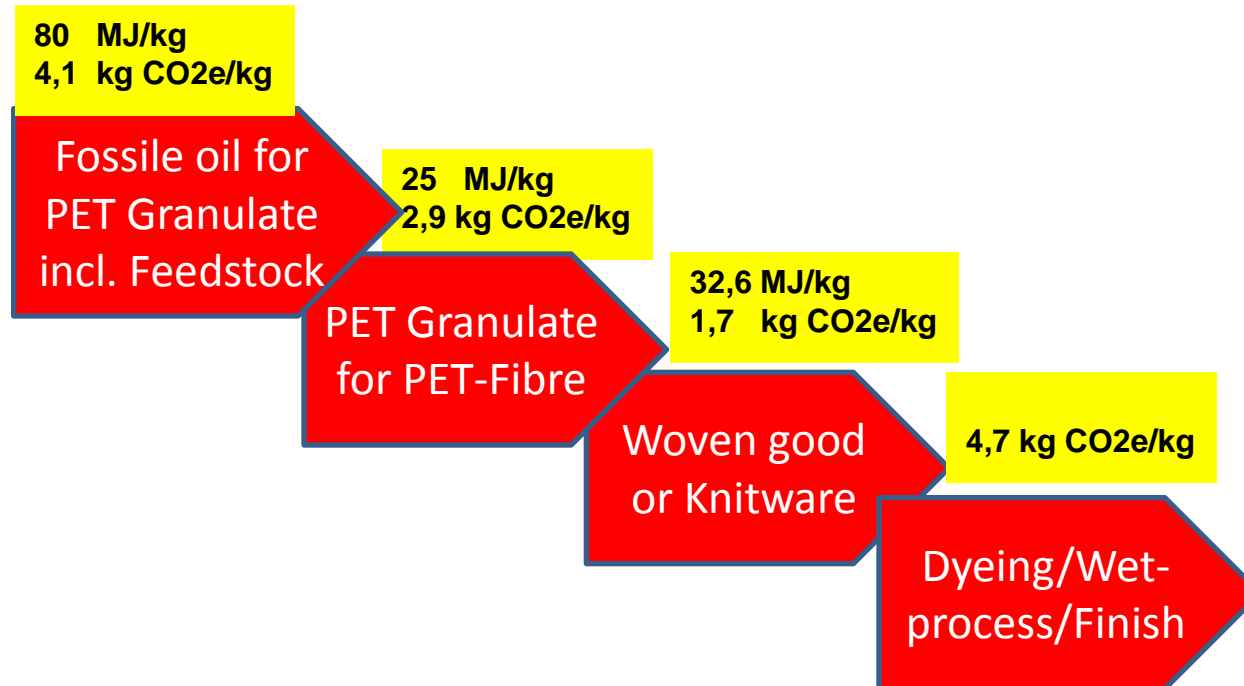 80 MJ/kg
4,1 kg CO2e/kg
Fossile oil for
PET Granulate
incl. Feedstock
25 MJ/kg
2,9 kg CO2e/kg
PET Granulate
for PET-Fibre
32,6 MJ/kg
1,7 kg CO2e/kg
Woven good
or Knitware
4,7 kg CO2e/kg
Dyeing/Wet-
process/Finish